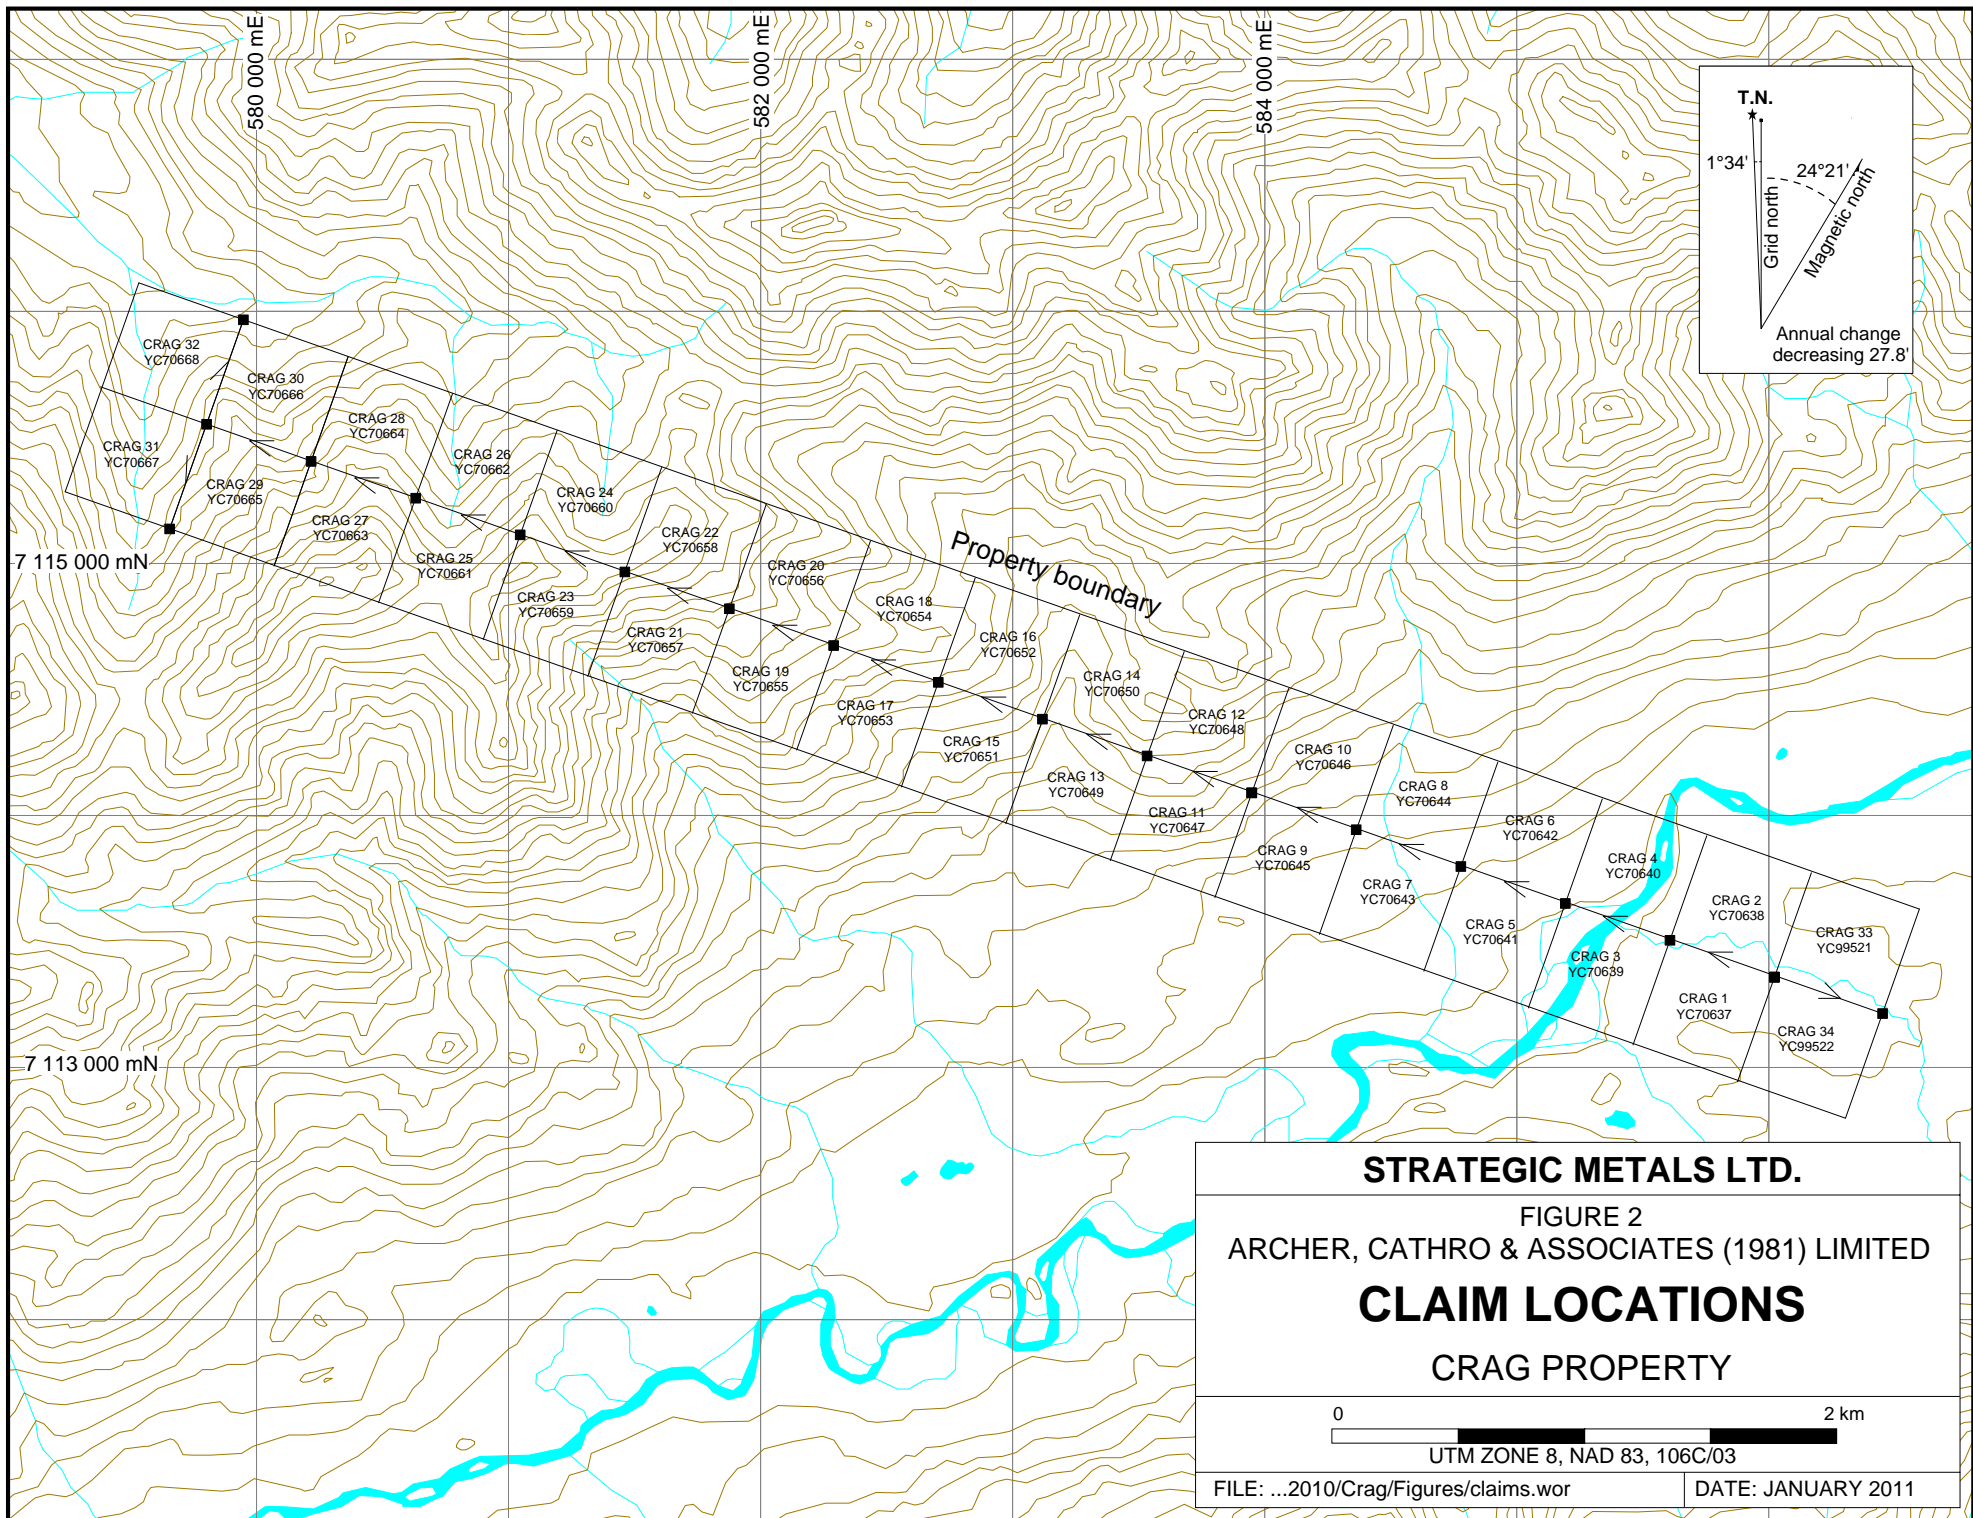 580 000 mE
582 000 mE
584 000 mE
T.N.
1°34'
24°21'
Grid north
Magnetic north
Annual change
decreasing 27.8'
CRAG 32
YC70668
CRAG 30
YC70666
CRAG 28
YC70664
CRAG 26
YC70662
CRAG 31
YC70667
CRAG 29
YC70665
CRAG 24
YC70660
CRAG 27
YC70663
CRAG 22
YC70658
7 115 000 mN
CRAG 25
YC70661
CRAG 20
YC70656
Property boundary
CRAG 23
YC70659
CRAG 18
YC70654
CRAG 21
YC70657
CRAG 16
YC70652
CRAG 19
YC70655
CRAG 14
YC70650
CRAG 17
YC70653
CRAG 12
YC70648
CRAG 15
YC70651
CRAG 10
YC70646
CRAG 13
YC70649
CRAG 8
YC70644
CRAG 11
YC70647
CRAG 6
YC70642
CRAG 9
YC70645
CRAG 4
YC70640
CRAG 7
YC70643
CRAG 2
YC70638
CRAG 5
YC70641
CRAG 33
YC99521
CRAG 3
YC70639
CRAG 1
YC70637
CRAG 34
YC99522
7 113 000 mN
STRATEGIC METALS LTD.
FIGURE 2
ARCHER, CATHRO & ASSOCIATES (1981) LIMITED
CLAIM LOCATIONS
CRAG PROPERTY
0 2 km
UTM ZONE 8, NAD 83, 106C/03
FILE: ...2010/Crag/Figures/claims.wor
DATE: JANUARY 2011